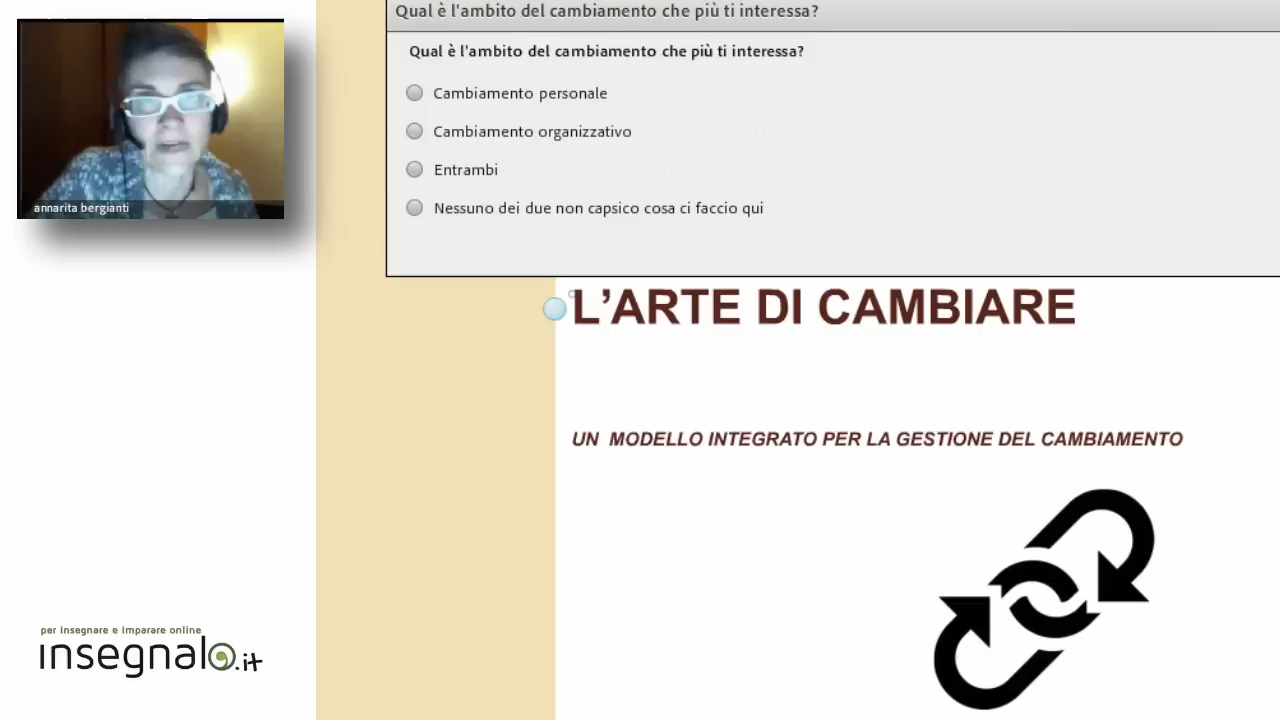 Qual è l'ambito del cambiamento che più ti interessa?
Qual è l'ambito del cambiamento che più ti interessa?
Cambiamento personale
Cambiamento organizzativo
Entrambi
Nessuno dei due non capsico cosa ci faccio qui
annarita bergianti
L'ARTE DI CAMBIARE
UN MODELLO INTEGRATO PER LA GESTIONE DEL CAMBIAMENTO
per insegnare e imparare online
insegnalo.it